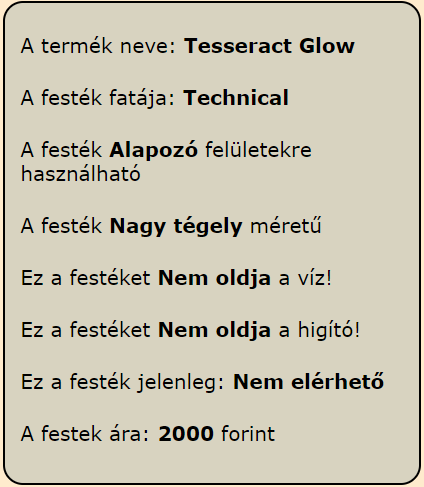 A termék neve: Tesseract Glow
A festék fatája: Technical
A festék Alapozó felületekre
használható
A festék Nagy tégely méretű
Ez a festéket Nem oldja a víz!
Ez a festéket Nem oldja a higító!
Ez a festék jelenleg: Nem elérhető
A festek ára: 2000 forint